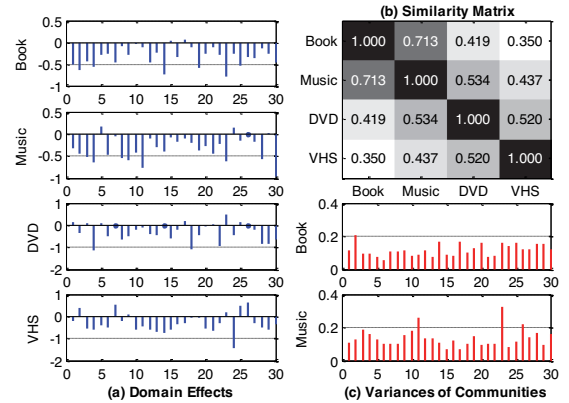 0.5
0
-0.5
-1
0 5 10 15 20 25 30
Book
0.5
0
-0.5
-1
0 5 10 15 20 25 30
Music
1
0
-1
-2
0 5 10 15 20 25 30
DVD
1
0
-1
-2
0 5 10 15 20 25 30
VHS
(a) Domain Effects
(b) Similarity Matrix
Book 1.000 0.713 0.419 0.350
Music 0.713 1.000 0.534 0.437
DVD 0.419 0.534 1.000 0.520
VHS 0.350 0.437 0.520 1.000
Book Music DVD VHS
0.4
0.2
0
0 5 10 15 20 25 30
Book
0.4
0.2
0
0 5 10 15 20 25 30
Music
(c) Variances of Communities